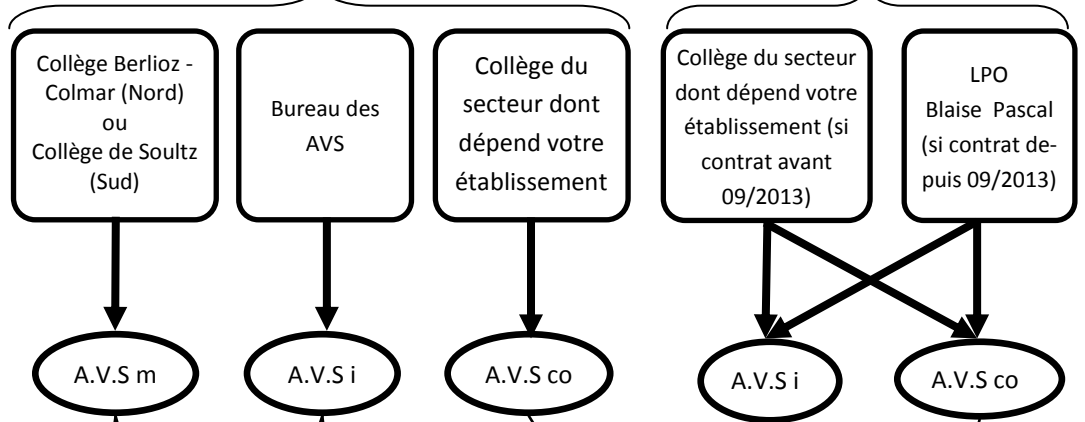 Collège Berlioz -
Colmar (Nord)
ou
Collège de Soultz
(Sud)
Bureau des
AVS
Collège du
secteur dont
dépend votre
établissement
Collège du secteur
dont dépend votre
établissement (si
contrat avant
09/2013)
LPO
Blaise Pascal
(si contrat de-
puis 09/2013)
A.V.S m
A.V.S i
A.V.S co
A.V.S i
A.V.S co